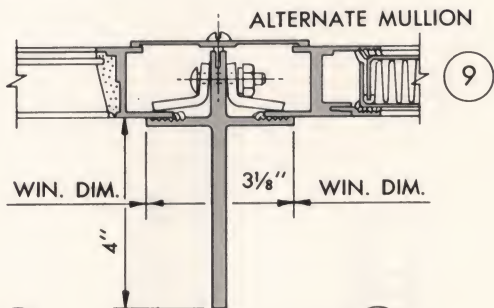 ALTERNATE MULLION
9
WIN. DIM.
3⅛"
WIN. DIM.
4"